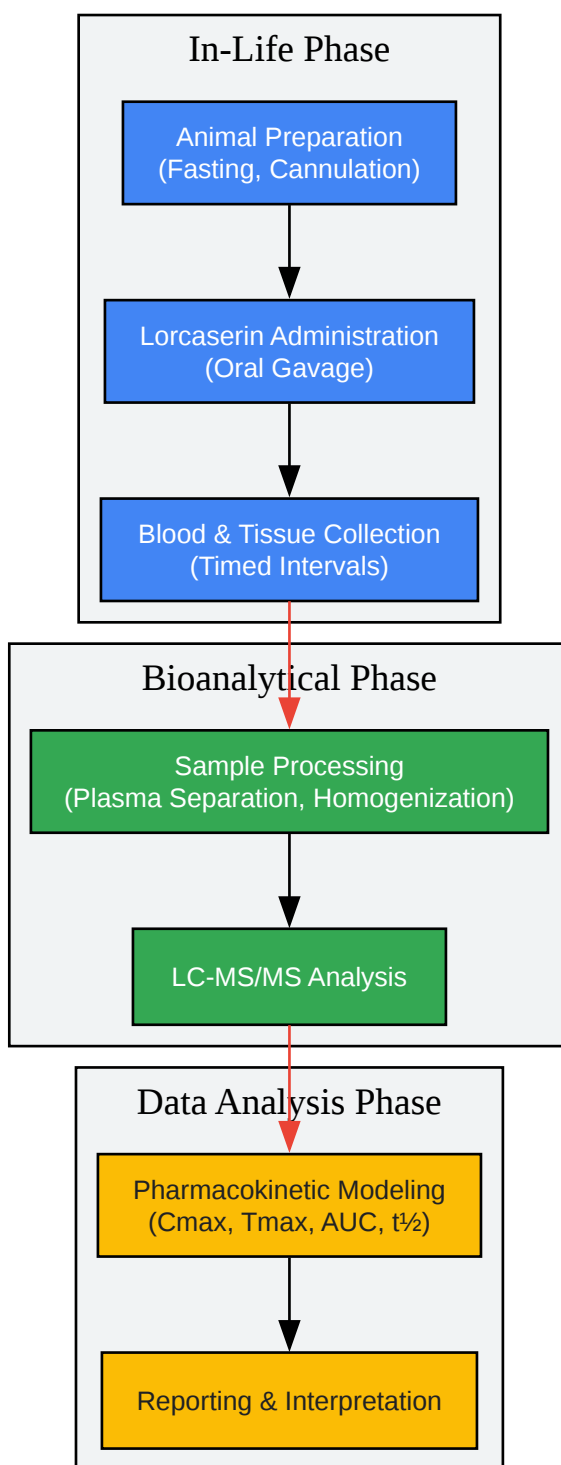 In-Life Phase
Animal Preparation
(Fasting, Cannulation)
Lorcaserin Administration
(Oral Gavage)
Blood & Tissue Collection
(Timed Intervals)
Bioanalytical Phase
Sample Processing
(Plasma Separation, Homogenization)
LC-MS/MS Analysis
Data Analysis Phase
Pharmacokinetic Modeling
(Cmax, Tmax, AUC, t½)
Reporting & Interpretation